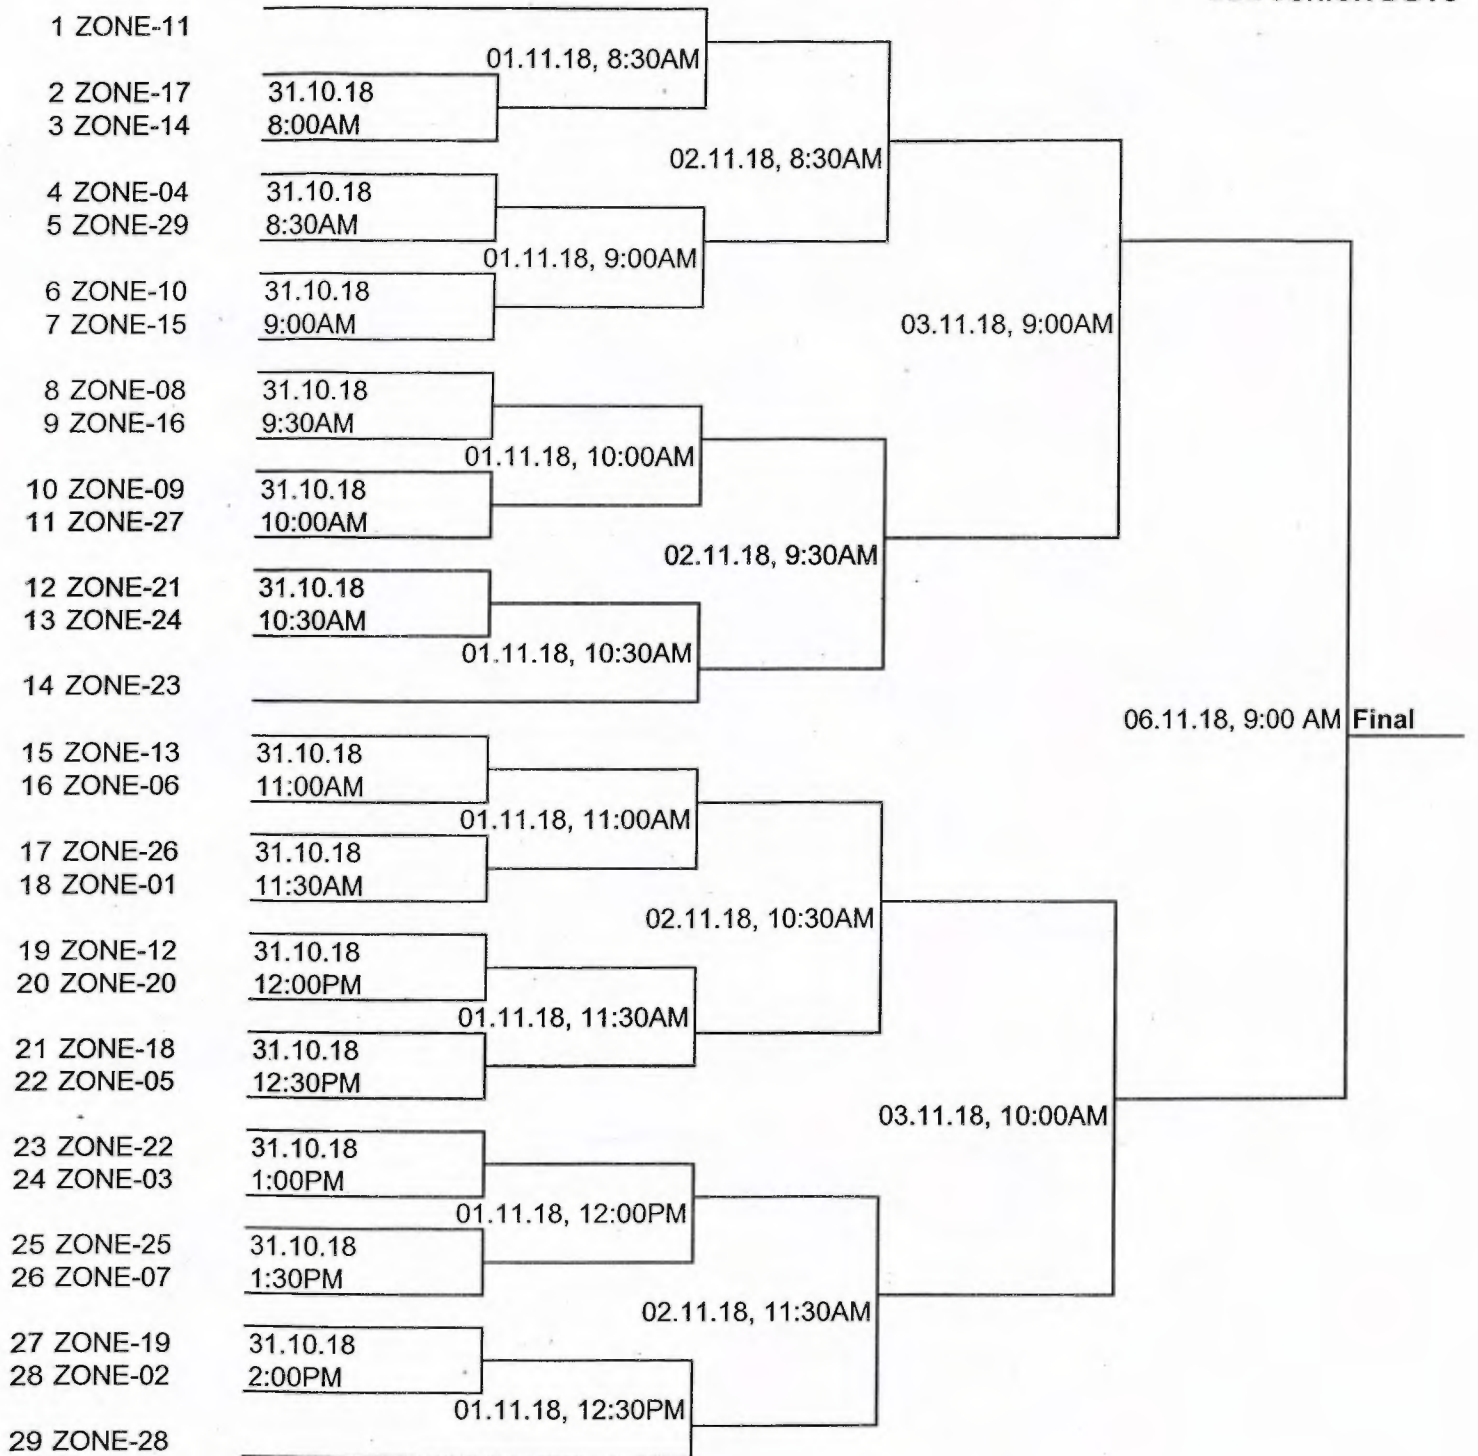 1 ZONE-11
01.11.18, 8:30AM
2 ZONE-17 31.10.18
3 ZONE-14 8:00AM
02.11.18, 8:30AM
4 ZONE-04 31.10.18
5 ZONE-29 8:30AM
01.11.18, 9:00AM
6 ZONE-10 31.10.18
7 ZONE-15 9:00AM
03.11.18, 9:00AM
8 ZONE-08 31.10.18
9 ZONE-16 9:30AM
01.11.18, 10:00AM
10 ZONE-09 31.10.18
11 ZONE-27 10:00AM
02.11.18, 9:30AM
12 ZONE-21 31.10.18
13 ZONE-24 10:30AM
01.11.18, 10:30AM
14 ZONE-23
06.11.18, 9:00 AM Final
15 ZONE-13 31.10.18
16 ZONE-06 11:00AM
01.11.18, 11:00AM
17 ZONE-26 31.10.18
18 ZONE-01 11:30AM
02.11.18, 10:30AM
19 ZONE-12 31.10.18
20 ZONE-20 12:00PM
01.11.18, 11:30AM
21 ZONE-18 31.10.18
22 ZONE-05 12:30PM
03.11.18, 10:00AM
23 ZONE-22 31.10.18
24 ZONE-03 1:00PM
01.11.18, 12:00PM
25 ZONE-25 31.10.18
26 ZONE-07 1:30PM
02.11.18, 11:30AM
27 ZONE-19 31.10.18
28 ZONE-02 2:00PM
01.11.18, 12:30PM
29 ZONE-28